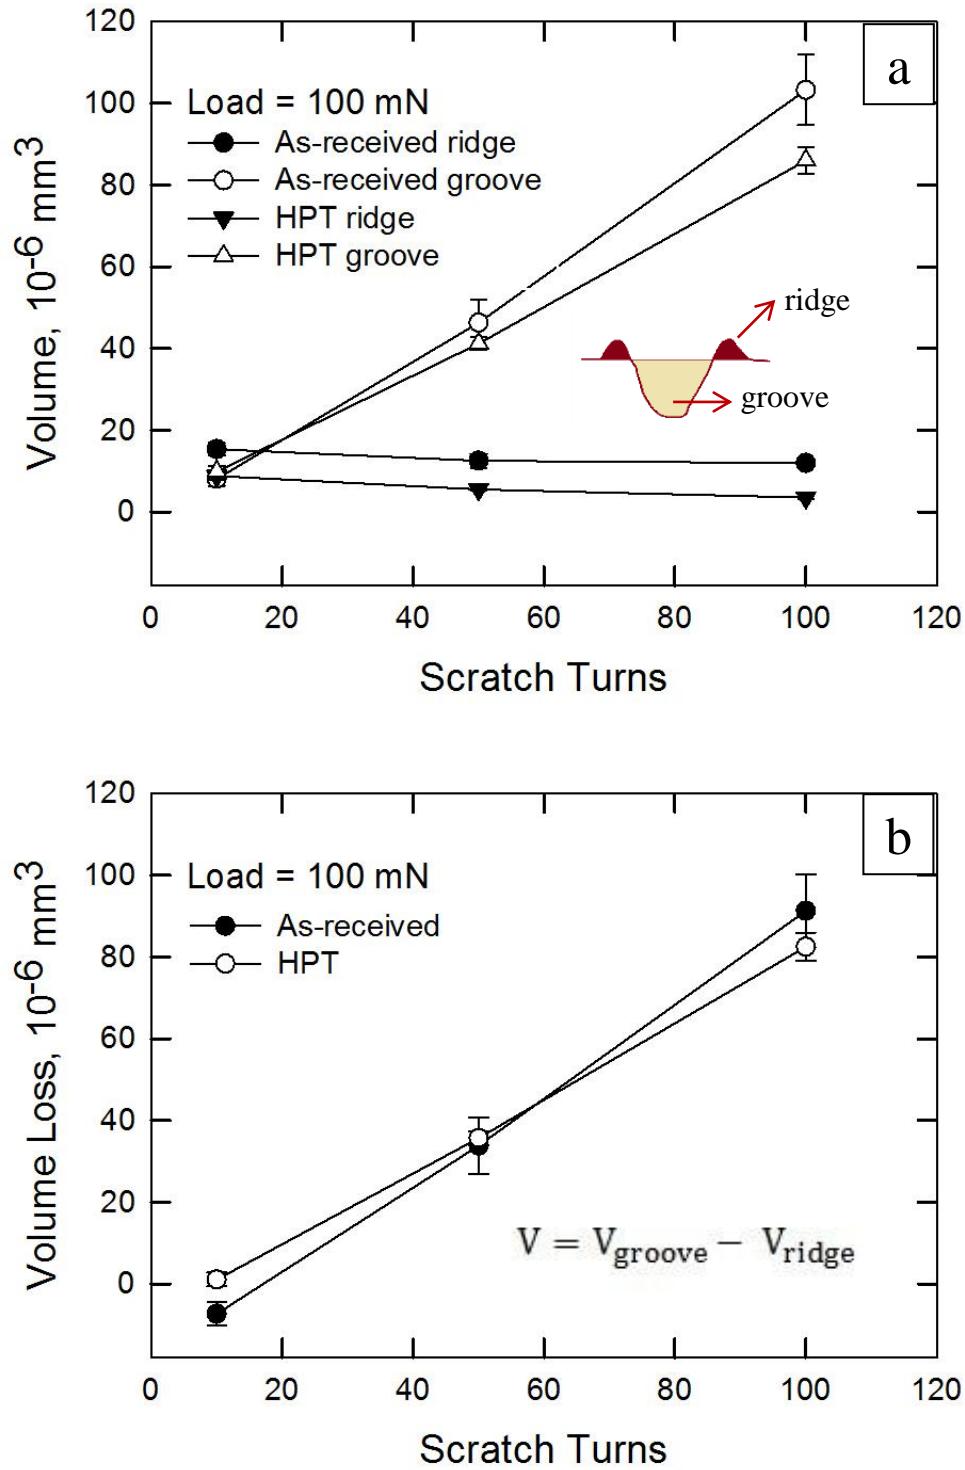 120
a
100
Load = 100 mN
As-received ridge
As-received groove
80
HPT ridge
HPT groove
60
ridge
40
groove
20
0
Volume, 10⁻⁶ mm³
0 20 40 60 80 100 120
Scratch Turns
120
b
100
Load = 100 mN
As-received
HPT
80
60
40
20
V = V_groove − V_ridge
0
Volume Loss, 10⁻⁶ mm³
0 20 40 60 80 100 120
Scratch Turns